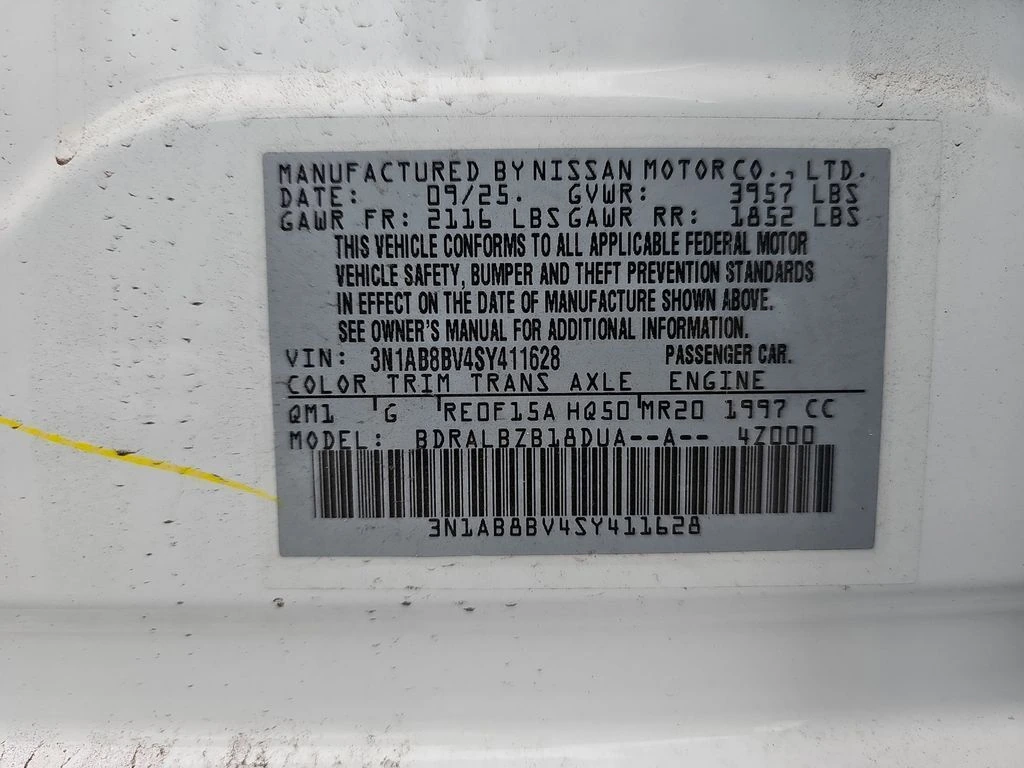 MANUFACTURED BY NISSAN MOTOR CO., LTD.
DATE: 09/25. GVWR: 3957 LBS
GAWR FR: 2116 LBS GAWR RR: 1852 LBS
THIS VEHICLE CONFORMS TO ALL APPLICABLE FEDERAL MOTOR
VEHICLE SAFETY, BUMPER AND THEFT PREVENTION STANDARDS
IN EFFECT ON THE DATE OF MANUFACTURE SHOWN ABOVE.
SEE OWNER'S MANUAL FOR ADDITIONAL INFORMATION.
VIN: 3N1AB8BV4SY411628 PASSENGER CAR.
COLOR TRIM TRANS AXLE ENGINE
QM1 G RE0F15A HQ50 MR20 1997 CC
MODEL: BDRALBZB18DUA--A-- 4Z000
3N1AB8BV4SY411628